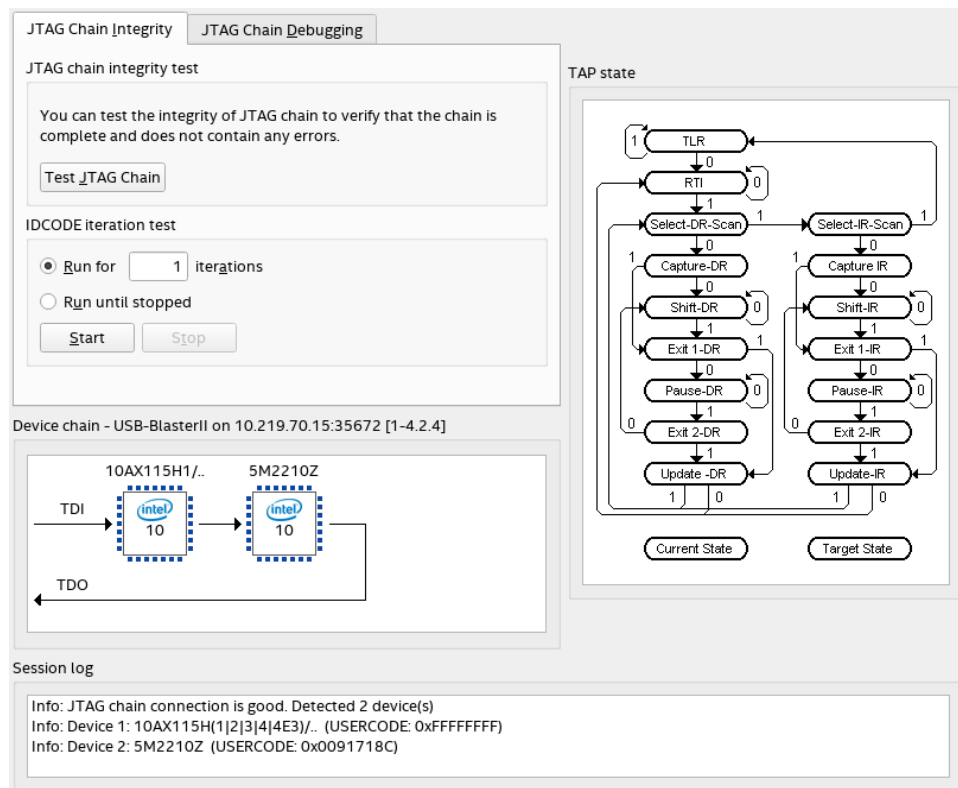 JTAG Chain Integrity
JTAG Chain Debugging
JTAG chain integrity test
You can test the integrity of JTAG chain to verify that the chain is
complete and does not contain any errors.
Test JTAG Chain
IDCODE iteration test
Run for 1 iterations
Run until stopped
Start
Stop
TAP state
1 TLR
0
RTI 0
1
Select-DR-Scan 1 Select-IR-Scan 1
0 0
1 Capture-DR 1 Capture IR
0 0
Shift-DR 0 Shift-IR 0
1 1
Exit 1-DR 1 Exit 1-IR 1
0 0
Pause-DR 0 Pause-IR 0
1 1
0 Exit 2-DR 0 Exit 2-IR
1 1
Update -DR Update-IR
1 0 1 0
Current State Target State
Device chain - USB-BlasterII on 10.219.70.15:35672 [1-4.2.4]
10AX115H1/.. 5M2210Z
TDI
intel intel
10 10
TDO
Session log
Info: JTAG chain connection is good. Detected 2 device(s)
Info: Device 1: 10AX115H(1|2|3|4|4E3)/.. (USERCODE: 0xFFFFFFFF)
Info: Device 2: 5M2210Z (USERCODE: 0x0091718C)